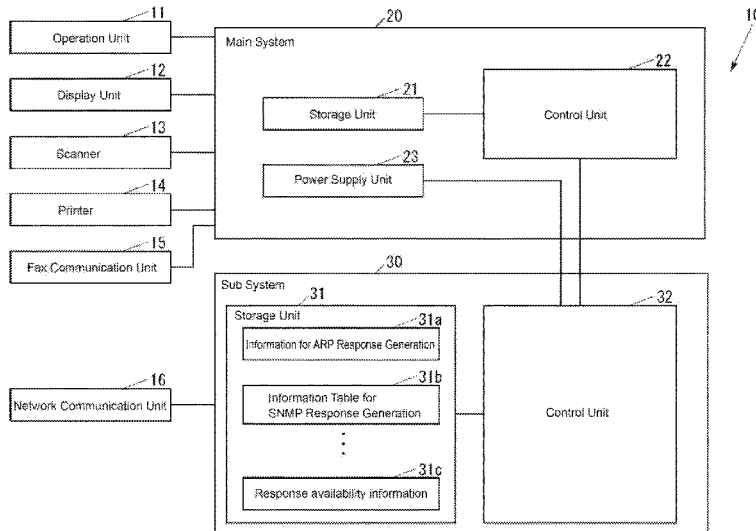 10
11
Operation Unit
12
Display Unit
13
Scanner
14
Printer
15
Fax Communication Unit
16
Network Communication Unit
20
Main System
21
Storage Unit
22
Control Unit
23
Power Supply Unit
30
Sub System
31
Storage Unit
31a
Information for ARP Response Generation
31b
Information Table for
SNMP Response Generation
31c
Response availability information
32
Control Unit